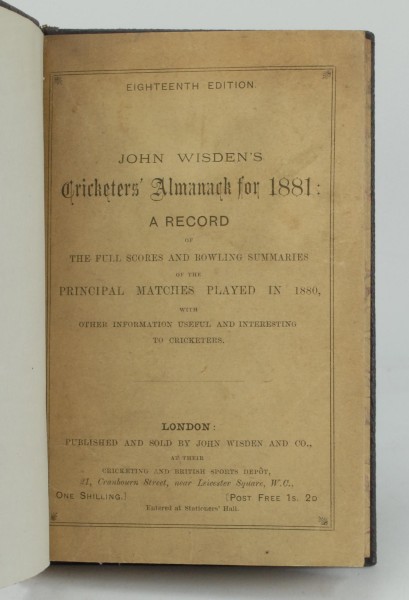 EIGHTEENTH EDITION.
JOHN WISDEN'S
Cricketers' Almanack for 1881:
A RECORD
OF
THE FULL SCORES AND BOWLING SUMMARIES
OF THE
PRINCIPAL MATCHES PLAYED IN 1880,
WITH
OTHER INFORMATION USEFUL AND INTERESTING
TO CRICKETERS.
LONDON:
PUBLISHED AND SOLD BY JOHN WISDEN AND CO.,
AT THEIR
CRICKETING AND BRITISH SPORTS DEPÔT,
21, Cranbourn Street, near Leicester Square, W.C.,
ONE SHILLING.] [POST FREE 1S. 2D
Entered at Stationers' Hall.